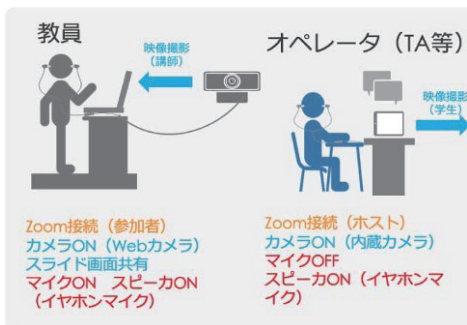 教員
映像撮影
（講師）
Zoom接続（参加者）
カメラON（Webカメラ）
スライド画面共有
マイクON　スピーカON
（イヤホンマイク）
オペレータ（TA等）
映像撮影
（学生）
Zoom接続（ホスト）
カメラON（内蔵カメラ）
マイクOFF
スピーカON（イヤホンマ
イク）